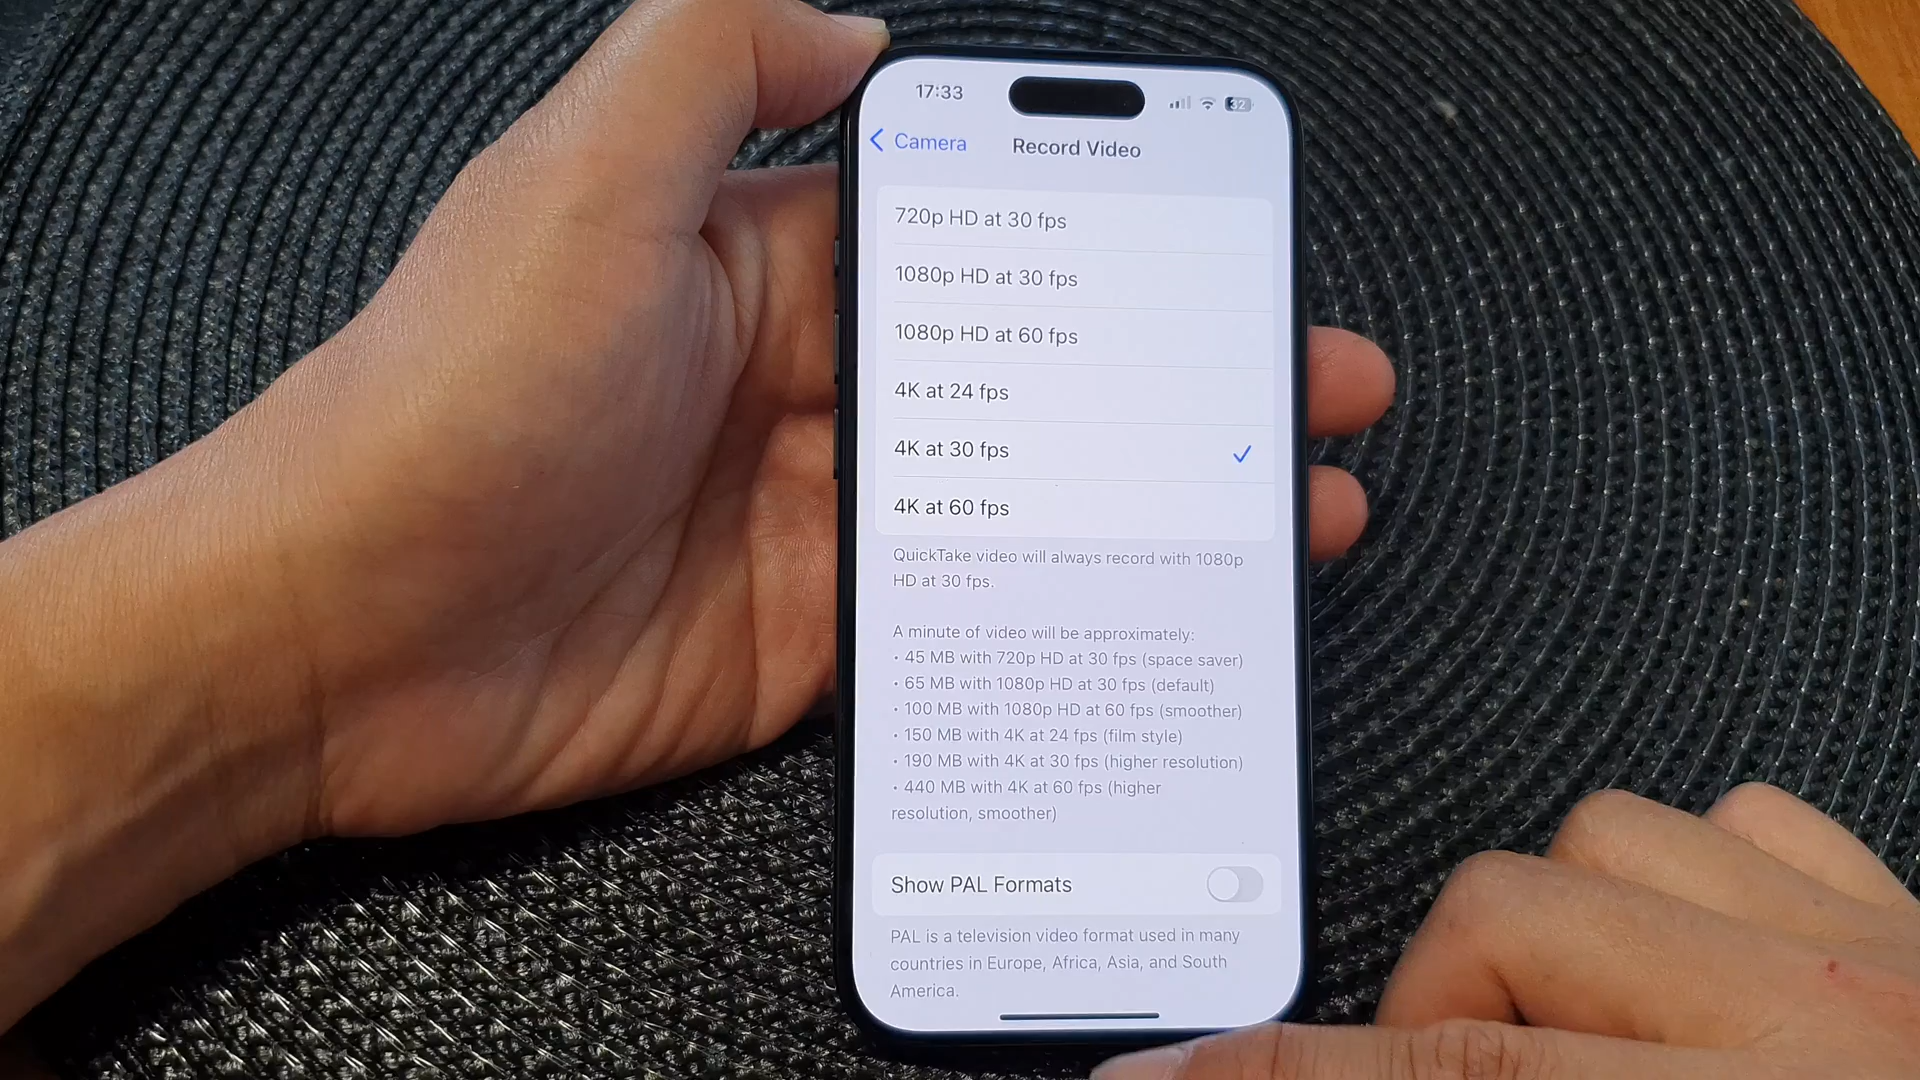 17:33
32
Camera
Record Video
720p HD at 30 fps
1080p HD at 30 fps
1080p HD at 60 fps
4K at 24 fps
4K at 30 fps
4K at 60 fps
QuickTake video will always record with 1080p
HD at 30 fps.
A minute of video will be approximately:
• 45 MB with 720p HD at 30 fps (space saver)
• 65 MB with 1080p HD at 30 fps (default)
• 100 MB with 1080p HD at 60 fps (smoother)
• 150 MB with 4K at 24 fps (film style)
• 190 MB with 4K at 30 fps (higher resolution)
• 440 MB with 4K at 60 fps (higher
resolution, smoother)
Show PAL Formats
PAL is a television video format used in many
countries in Europe, Africa, Asia, and South
America.